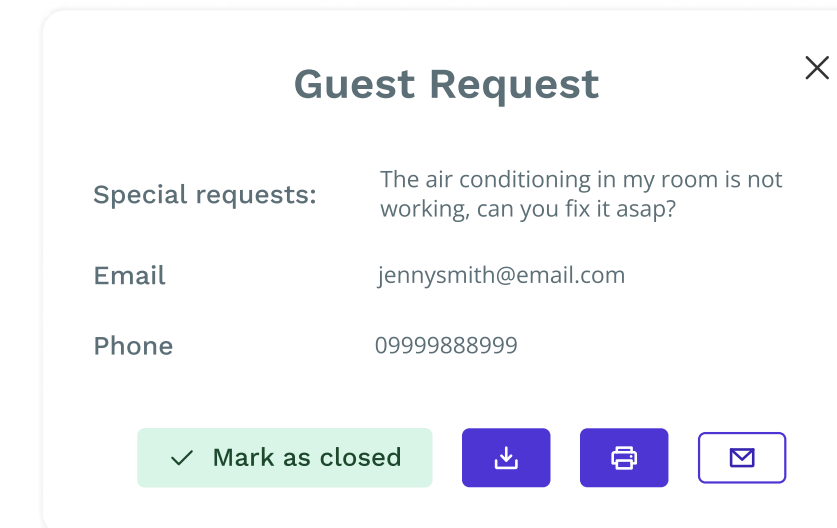 Guest Request
Special requests:
The air conditioning in my room is not
working, can you fix it asap?
Email
jennysmith@email.com
Phone
09999888999
Mark as closed